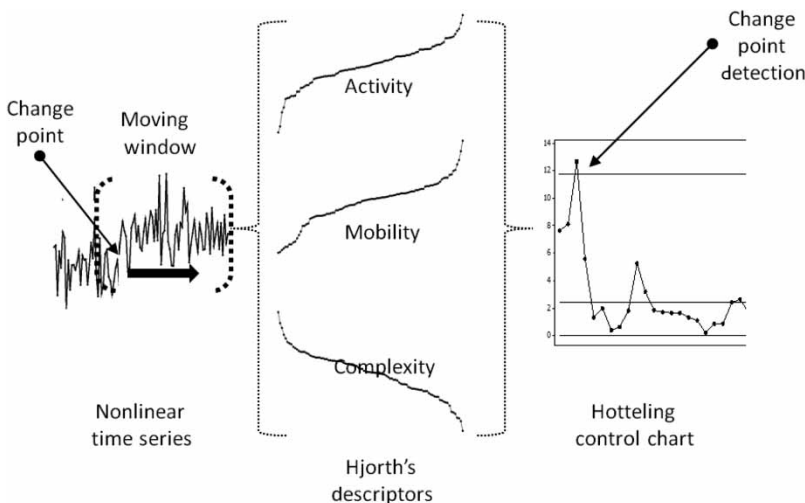 Change
point
Moving
window
Nonlinear
time series
Activity
Mobility
Complexity
Hjorth's
descriptors
Change
point
detection
14
12
10
8
6
4
2
0
Hotteling
control chart